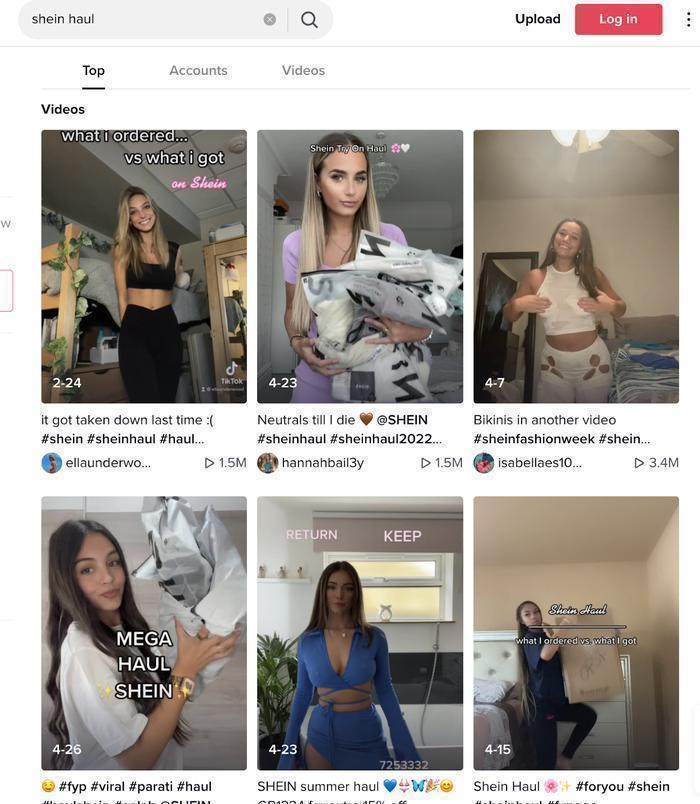 shein haul
Upload
Log in
Top
Accounts
Videos
Videos
w
what i ordered...
vs what i got
on Shein
TikTok
2-24
Shein Try On Haul 🌸🤍
4-23
4-7
it got taken down last time :(
#shein #sheinhaul #haul...
ellaunderwo...
1.5M
Neutrals till I die 🤎 @SHEIN
#sheinhaul #sheinhaul2022...
hannahbail3y
1.5M
Bikinis in another video
#sheinfashionweek #shein...
isabellaes10...
3.4M
MEGA
HAUL
✨SHEIN✨
4-26
RETURN
KEEP
7253332
4-23
Shein Haul
what I ordered vs. what I got
4-15
#fyp #viral #parati #haul
SHEIN summer haul 💙👙🦋🎉😊
Shein Haul 🌸✨ #foryou #shein